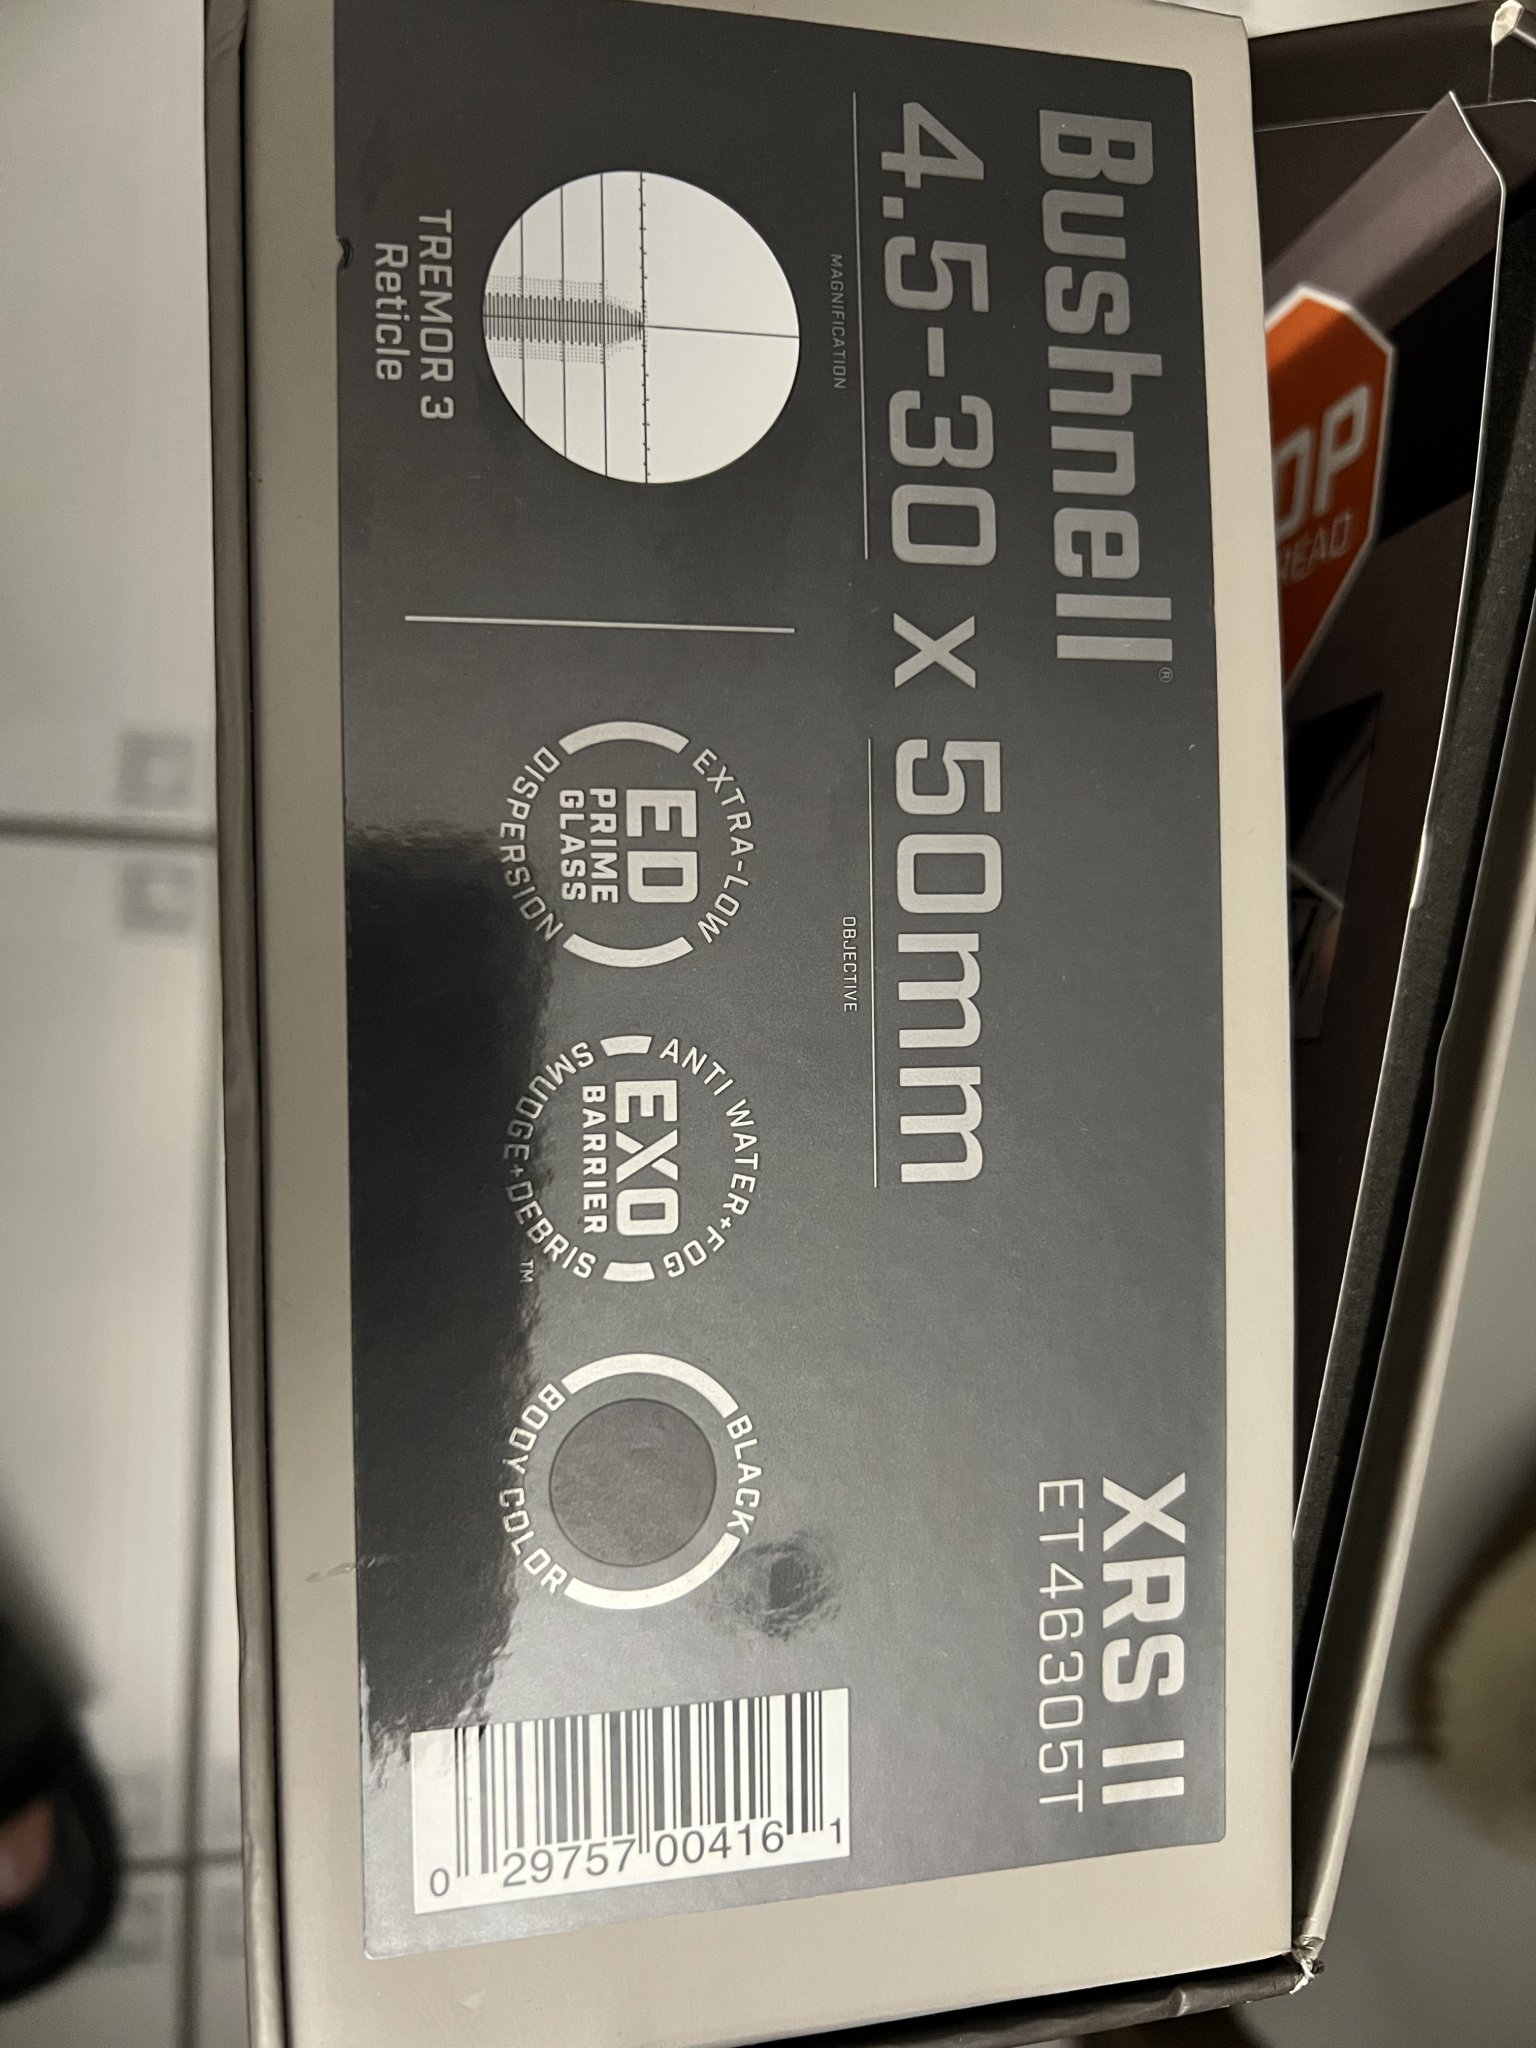 Bushnell®
XRS II
ET46305T
4.5-30 x 50mm
MAGNIFICATION
OBJECTIVE
TREMOR 3
Reticle
EXTRA-LOW
ED
PRIME
GLASS
DISPERSION
ANTI WATER+FOG
EXO
BARRIER
SMUDGE+DEBRIS™
BLACK
BODY COLOR
0 29757 00416 1